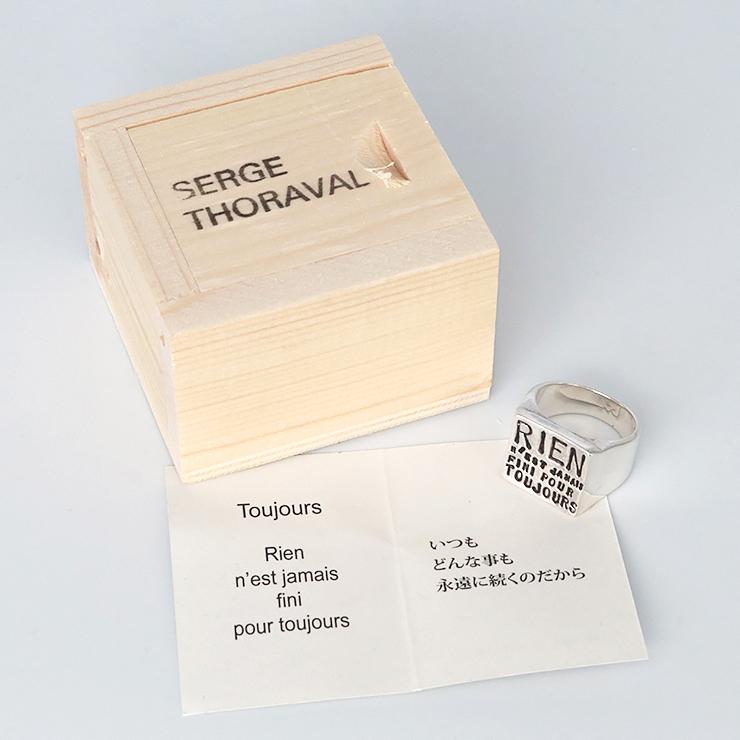 SERGE
THORAVAL
RIEN
N'EST JAMAIS
FINI POUR
TOUJOURS
Toujours
Rien
n'est jamais
fini
pour toujours
いつも
どんな事も
永遠に続くのだから